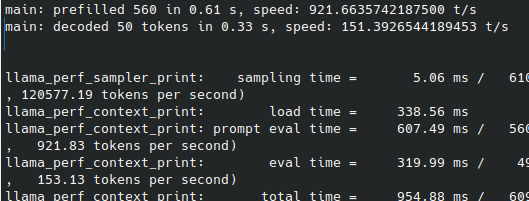 main: prefilled 560 in 0.61 s, speed: 921.6635742187500 t/s
main: decoded 50 tokens in 0.33 s, speed: 151.3926544189453 t/s
llama_perf_sampler_print:    sampling time =       5.06 ms /   610
, 120577.19 tokens per second)
llama_perf_context_print:        load time =     338.56 ms
llama_perf_context_print: prompt eval time =     607.49 ms /   560
,   921.83 tokens per second)
llama_perf_context_print:        eval time =     319.99 ms /    49
,   153.13 tokens per second)
llama_perf_context_print:       total time =     954.88 ms /   609